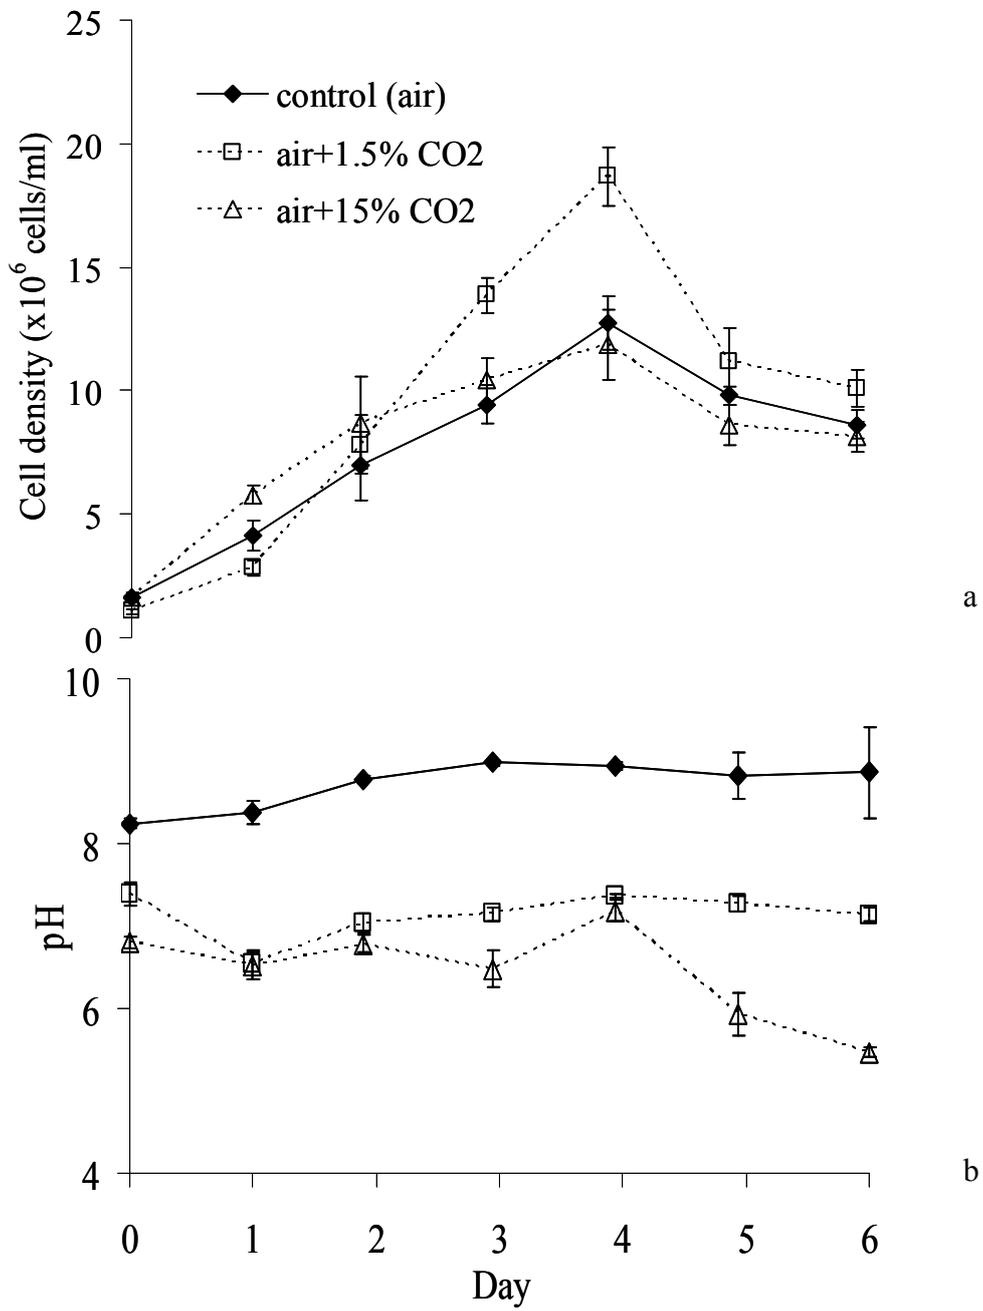 25
20
15
10
5
0
Cell density (x10⁶ cells/ml)
control (air)
air+1.5% CO2
air+15% CO2
a
10
8
6
4
pH
b
0 1 2 3 4 5 6
Day